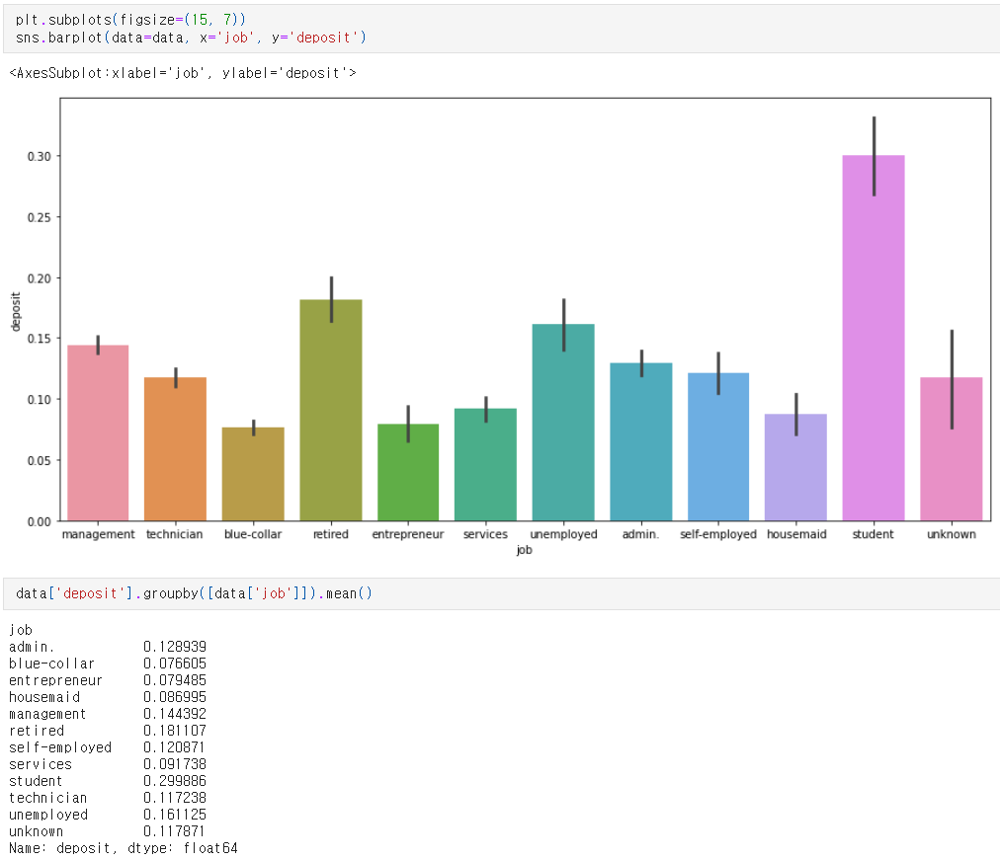 plt.subplots(figsize=(15, 7))
sns.barplot(data=data, x='job', y='deposit')
<AxesSubplot:xlabel='job', ylabel='deposit'>
0.30
0.25
0.20
0.15
0.10
0.05
0.00
deposit
management technician blue-collar retired entrepreneur services unemployed admin. self-employed housemaid student unknown
job
data['deposit'].groupby([data['job']]).mean()
job
admin. 0.128939
blue-collar 0.076605
entrepreneur 0.079485
housemaid 0.086995
management 0.144392
retired 0.181107
self-employed 0.120871
services 0.091738
student 0.299886
technician 0.117238
unemployed 0.161125
unknown 0.117871
Name: deposit, dtype: float64